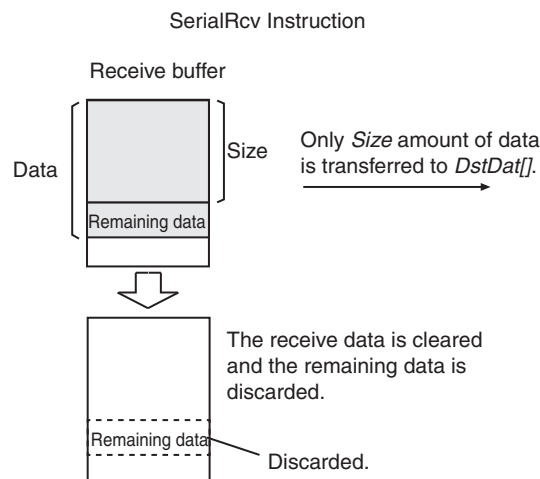 SerialRcv Instruction
Receive buffer
Data
Size
Only Size amount of data
is transferred to DstDat[].
Remaining data
The receive data is cleared
and the remaining data is
discarded.
Remaining data
Discarded.